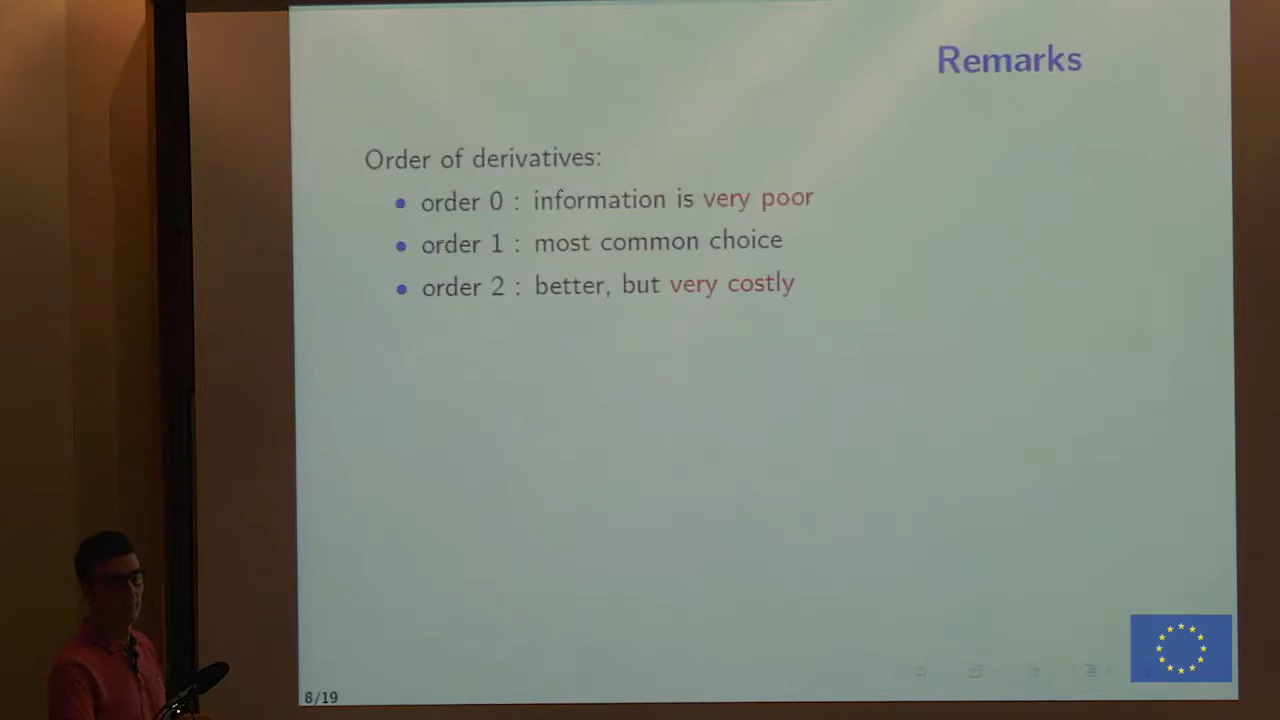 Remarks
Order of derivatives:
order 0 : information is very poor
order 1 : most common choice
order 2 : better, but very costly
8/19